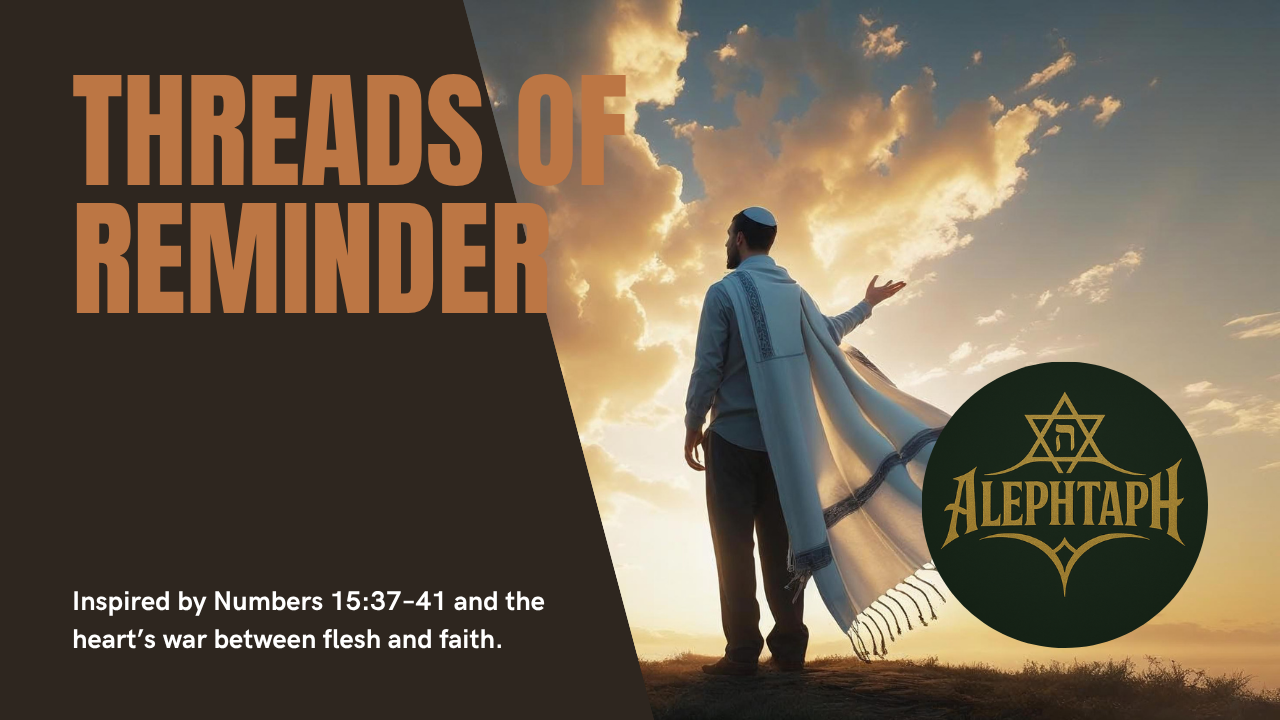 THREADS OF
REMINDER
Inspired by Numbers 15:37–41 and the
heart’s war between flesh and faith.
ה
ALEPHTAPH